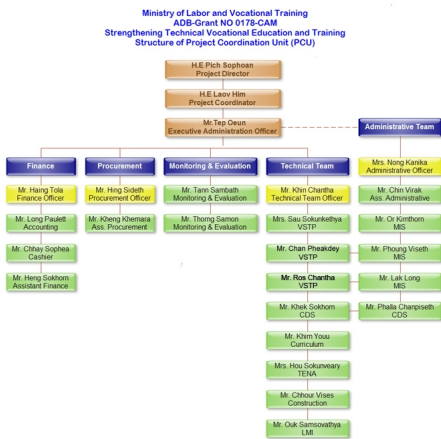 Ministry of Labor and Vocational Training
ADB-Grant NO 0178-CAM
Strengthening Technical Vocational Education and Training
Structure of Project Coordination Unit (PCU)
H.E Pich Sophoan
Project Director
H.E Laov Him
Project Coordinator
Mr.Tep Oeun
Executive Administration Officer
Administrative Team
Finance
Procurement
Monitoring & Evaluation
Technical Team
Mrs. Nong Kanika
Administrative Officer
Mr. Haing Tola
Finance Officer
Mr. Hing Sideth
Procurement Officer
Mr. Tann Sambath
Monitoring & Evaluation
Mr. Khin Chantha
Technical Team Officer
Mr. Chin Virak
Ass. Administrative
Mr. Long Paulett
Accounting
Mr. Kheng Khemara
Ass. Procurement
Mr. Thorng Samon
Monitoring & Evaluation
Mrs. Sau Sokunkethya
VSTP
Mr. Or Kimthorn
MIS
Mr. Chhay Sophea
Cashier
Mr. Chan Pheakdey
VSTP
Mr. Phoung Viseth
MIS
Mr. Heng Sokhorn
Assistant Finance
Mr. Ros Chantha
VSTP
Mr. Lak Long
MIS
Mr. Khek Sokhom
CDS
Mr. Phalla Chanpiseth
CDS
Mr. Khim Youu
Curriculum
Mrs. Hou Sokunveary
TENA
Mr. Chhour Vises
Construction
Mr. Ouk Samsovathya
LMI